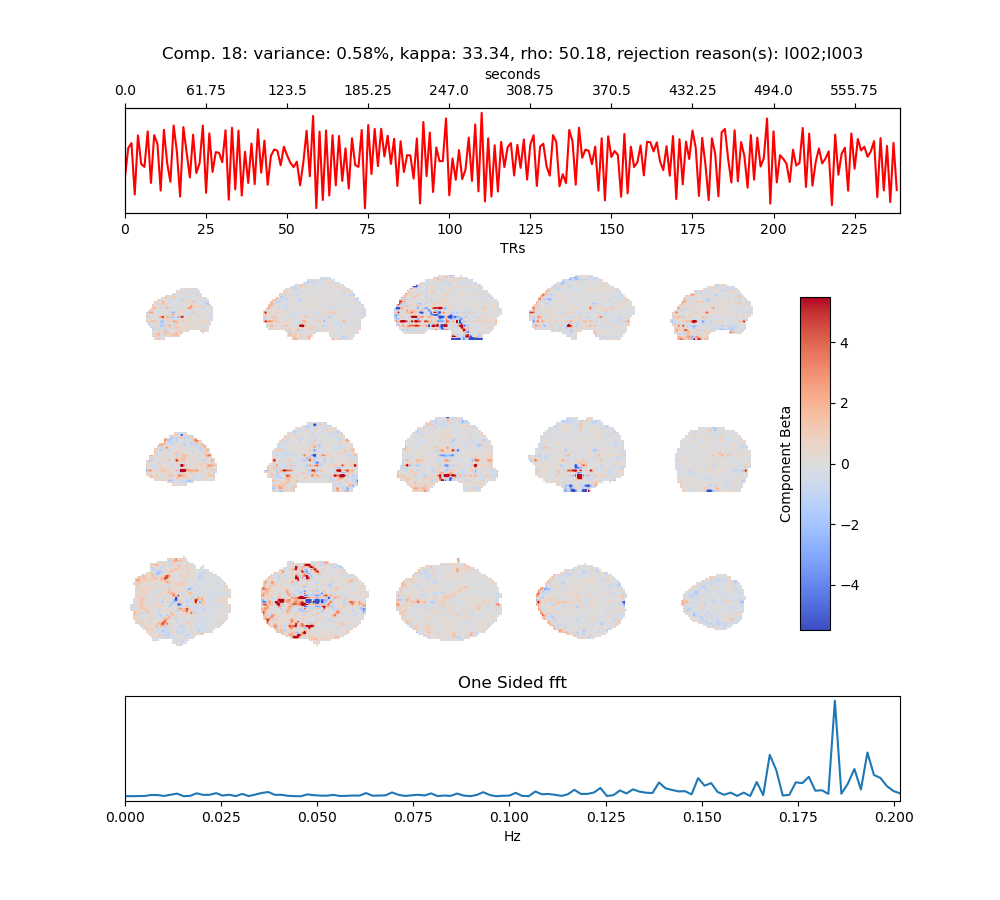 Comp. 18: variance: 0.58%, kappa: 33.34, rho: 50.18, rejection reason(s): I002;I003
seconds
0.0 61.75 123.5 185.25 247.0 308.75 370.5 432.25 494.0 555.75
0 25 50 75 100 125 150 175 200 225
TRs
4
2
0
−2
−4
Component Beta
One Sided fft
0.000 0.025 0.050 0.075 0.100 0.125 0.150 0.175 0.200
Hz